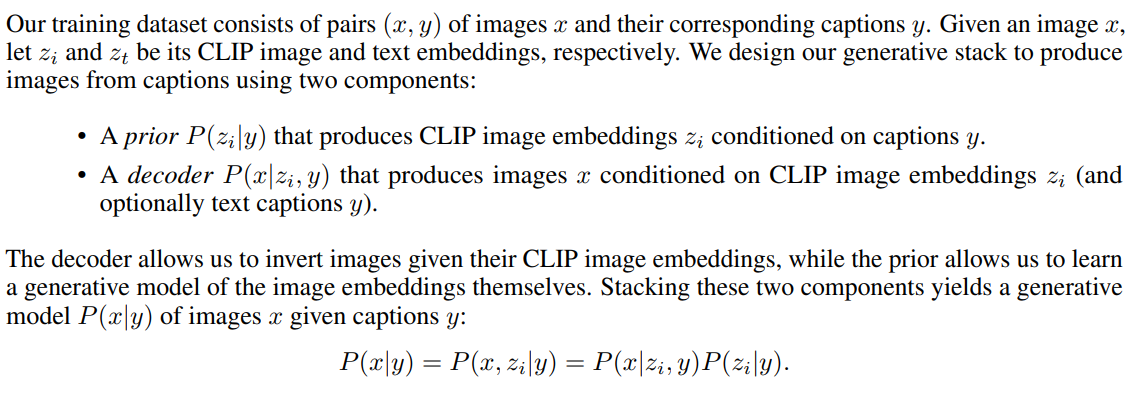 Our training dataset consists of pairs (x, y) of images x and their corresponding captions y. Given an image x,
let z_i and z_t be its CLIP image and text embeddings, respectively. We design our generative stack to produce
images from captions using two components:
• A prior P(z_i|y) that produces CLIP image embeddings z_i conditioned on captions y.
• A decoder P(x|z_i, y) that produces images x conditioned on CLIP image embeddings z_i (and
optionally text captions y).
The decoder allows us to invert images given their CLIP image embeddings, while the prior allows us to learn
a generative model of the image embeddings themselves. Stacking these two components yields a generative
model P(x|y) of images x given captions y:
P(x|y) = P(x, z_i|y) = P(x|z_i, y)P(z_i|y).